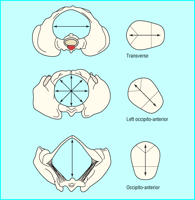 Transverse
Left occipito-anterior
Occipito-anterior